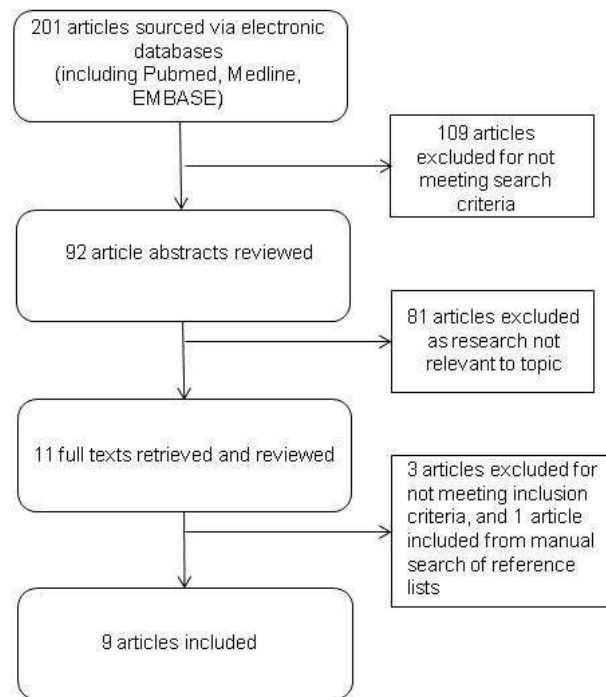 201 articles sourced via electronic
databases
(including Pubmed, Medline,
EMBASE)
109 articles
excluded for not
meeting search
criteria
92 article abstracts reviewed
81 articles excluded
as research not
relevant to topic
11 full texts retrieved and reviewed
3 articles excluded for
not meeting inclusion
criteria, and 1 article
included from manual
search of reference
lists
9 articles included